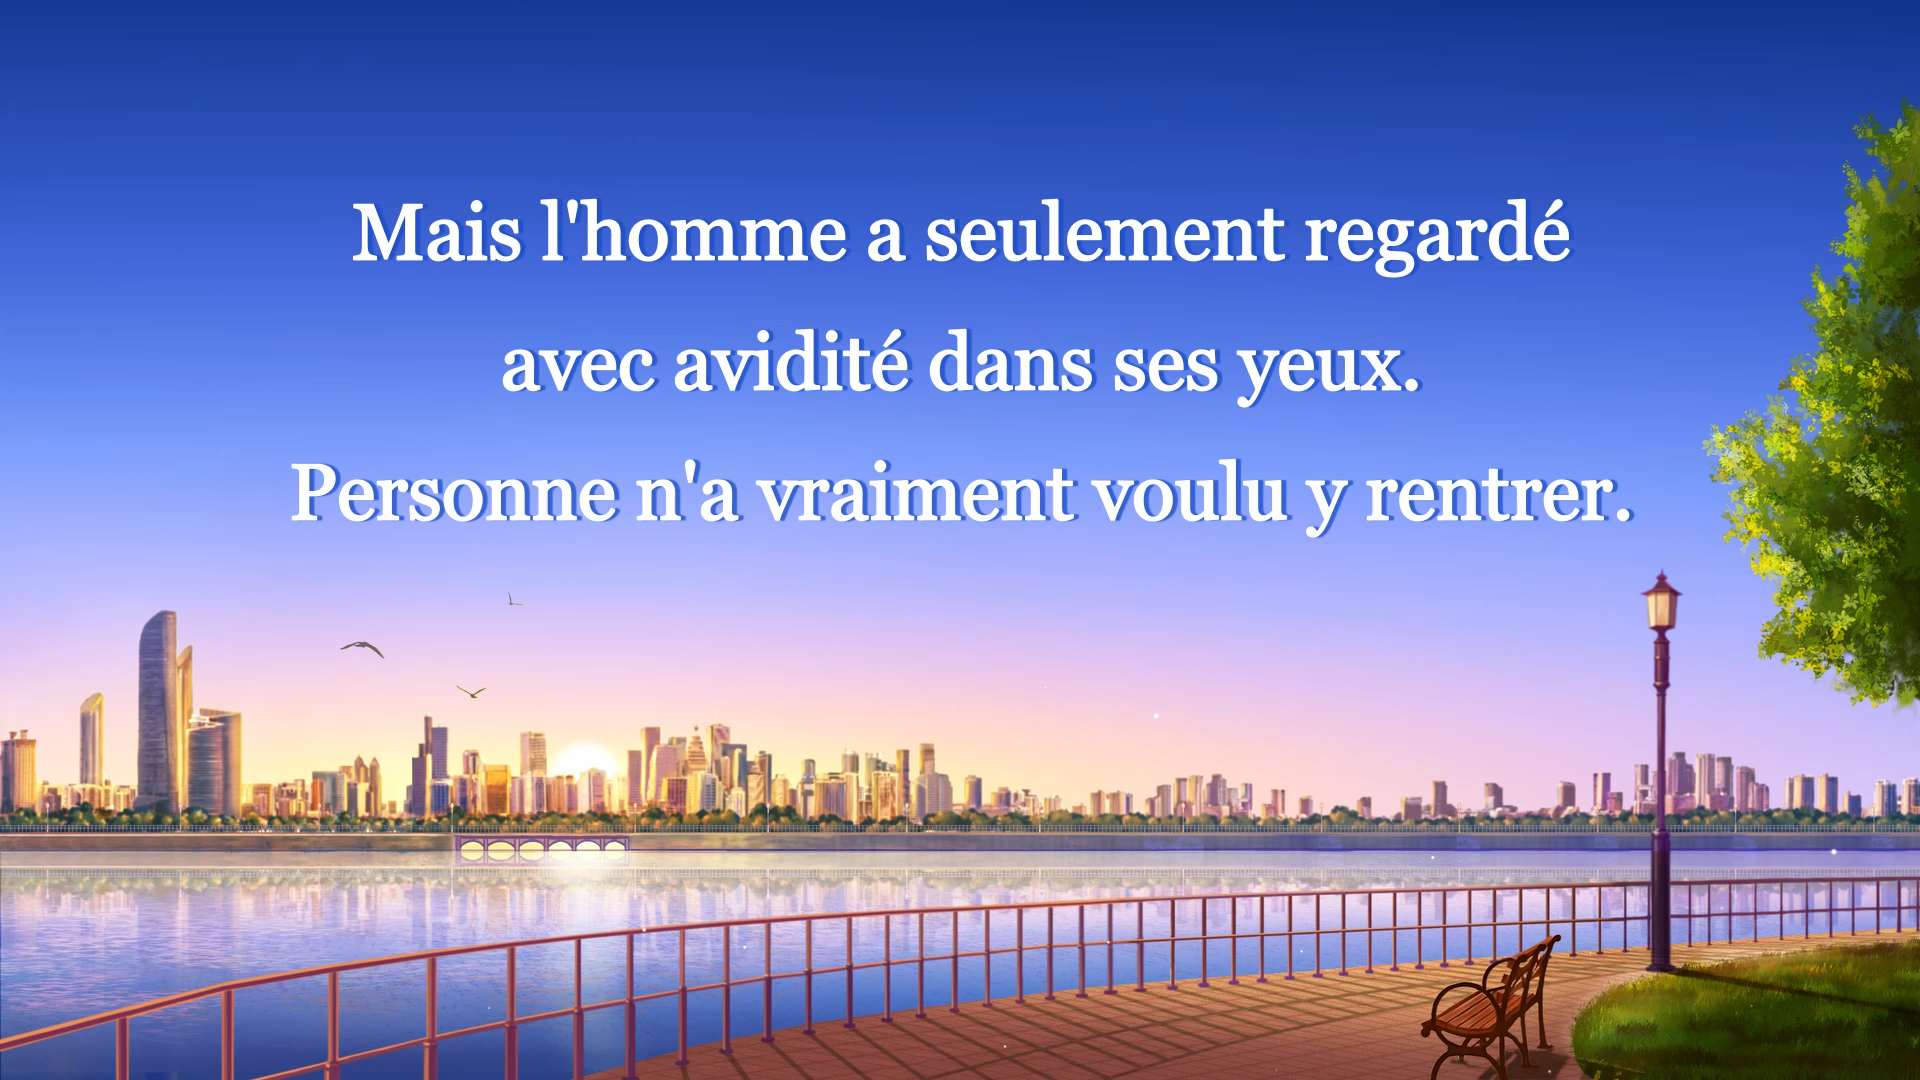 Mais l'homme a seulement regardé
avec avidité dans ses yeux.
Personne n'a vraiment voulu y rentrer.